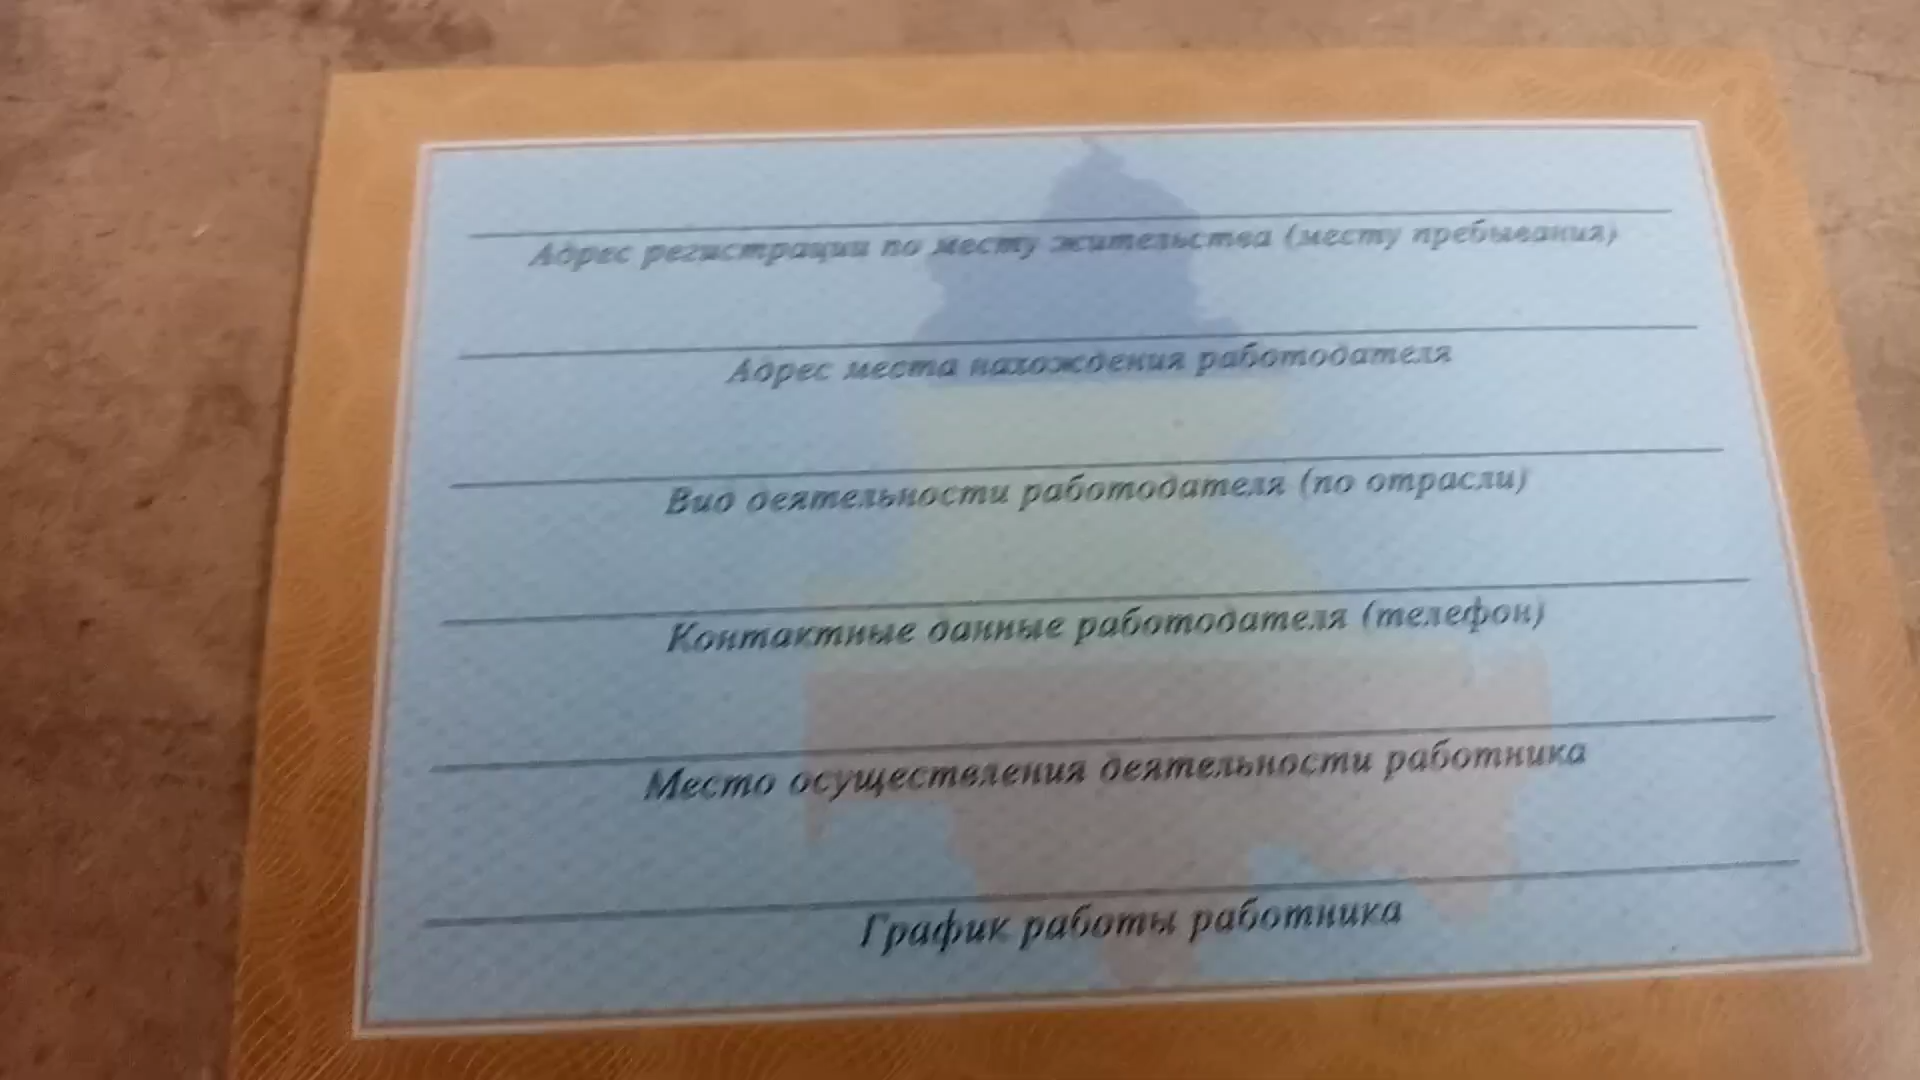 Адрес регистрации по месту жительства (месту пребывания)
Адрес места нахождения работодателя
Вид деятельности работодателя (по отрасли)
Контактные данные работодателя (телефон)
Место осуществления деятельности работника
График работы работника